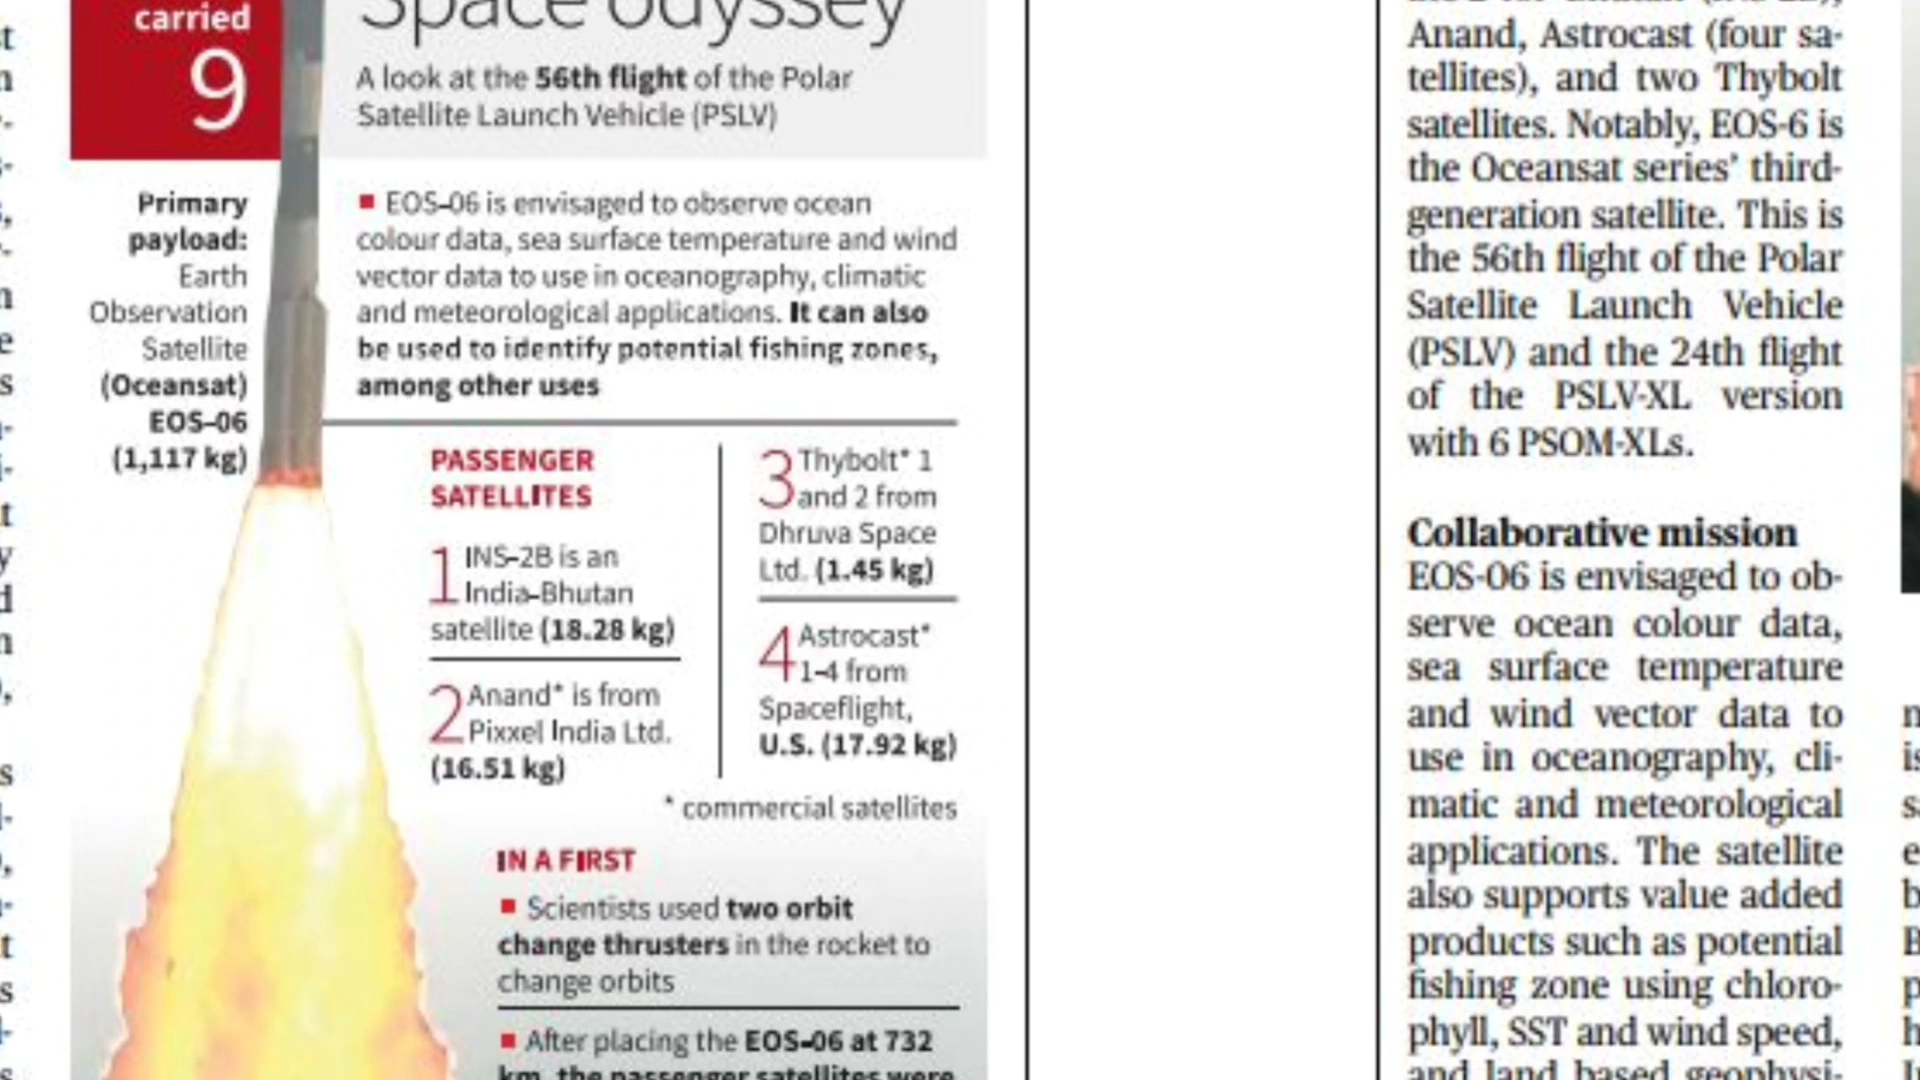 carried
9
Space odyssey
A look at the 56th flight of the Polar
Satellite Launch Vehicle (PSLV)
Primary
payload:
Earth
Observation
Satellite
(Oceansat)
EOS-06
(1,117 kg)
EOS-06 is envisaged to observe ocean
colour data, sea surface temperature and wind
vector data to use in oceanography, climatic
and meteorological applications. It can also
be used to identify potential fishing zones,
among other uses
PASSENGER
SATELLITES
1 INS-2B is an
India-Bhutan
satellite (18.28 kg)
2 Anand* is from
Pixxel India Ltd.
(16.51 kg)
3 Thybolt* 1
and 2 from
Dhruva Space
Ltd. (1.45 kg)
4 Astrocast*
1-4 from
Spaceflight,
U.S. (17.92 kg)
* commercial satellites
IN A FIRST
Scientists used two orbit
change thrusters in the rocket to
change orbits
After placing the EOS-06 at 732
km, the passenger satellites were
Anand, Astrocast (four sa-
tellites), and two Thybolt
satellites. Notably, EOS-6 is
the Oceansat series' third-
generation satellite. This is
the 56th flight of the Polar
Satellite Launch Vehicle
(PSLV) and the 24th flight
of the PSLV-XL version
with 6 PSOM-XLs.
Collaborative mission
EOS-06 is envisaged to ob-
serve ocean colour data,
sea surface temperature
and wind vector data to
use in oceanography, cli-
matic and meteorological
applications. The satellite
also supports value added
products such as potential
fishing zone using chloro-
phyll, SST and wind speed,
and land based geophysi-